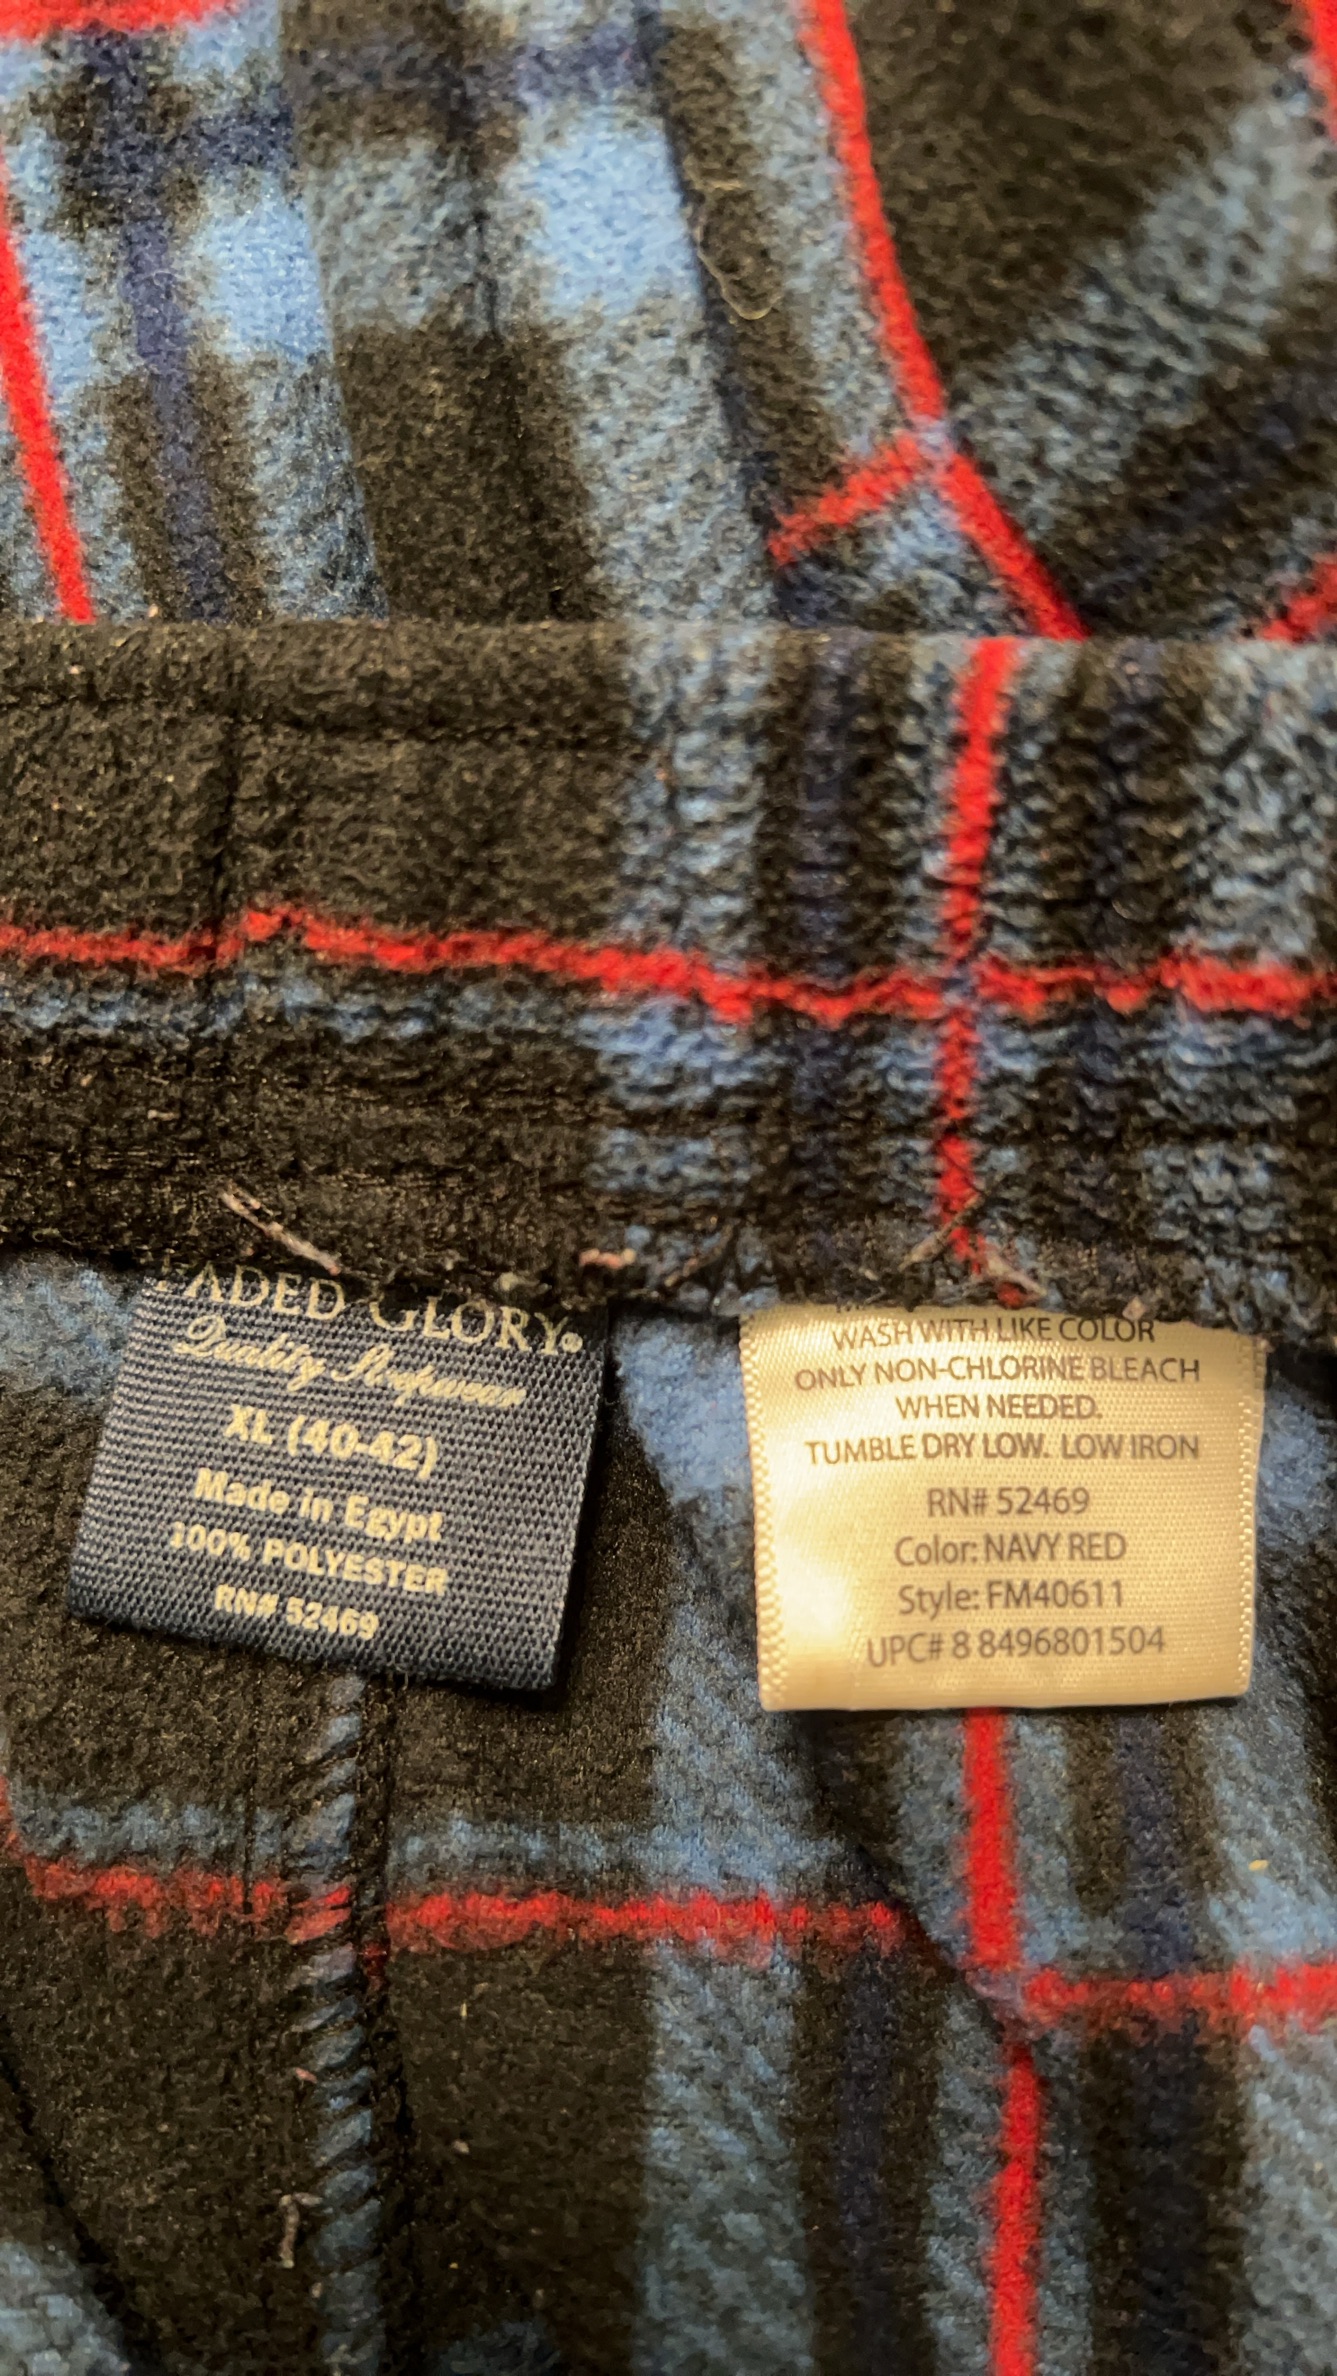 FADED GLORY®
Quality Sleepwear
XL (40-42)
Made in Egypt
100% POLYESTER
RN# 52469
WASH WITH LIKE COLOR
ONLY NON-CHLORINE BLEACH
WHEN NEEDED.
TUMBLE DRY LOW. LOW IRON
RN# 52469
Color: NAVY RED
Style: FM40611
UPC# 8 8496801504